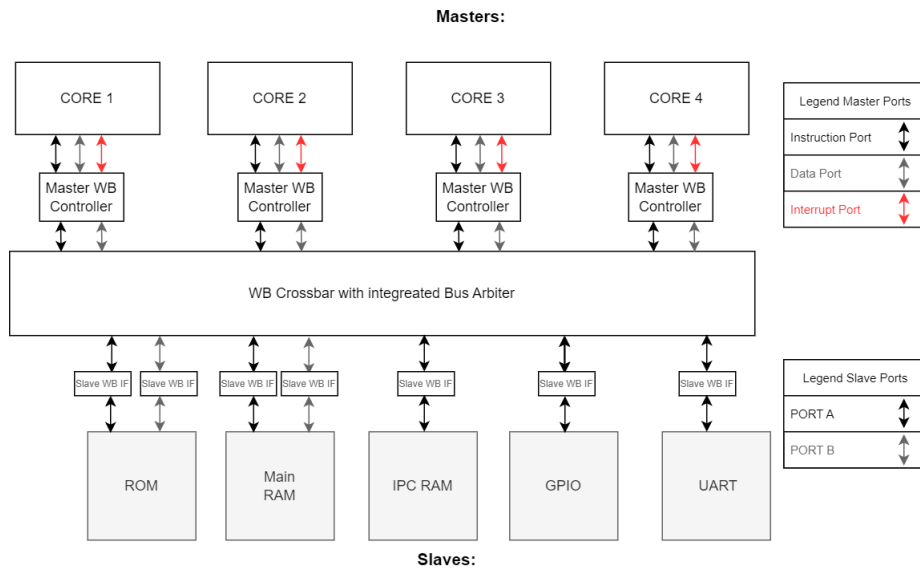 Masters:
CORE 1
CORE 2
CORE 3
CORE 4
Legend Master Ports
Instruction Port
Data Port
Interrupt Port
Master WB
Controller
Master WB
Controller
Master WB
Controller
Master WB
Controller
WB Crossbar with integreated Bus Arbiter
Slave WB IF
Slave WB IF
Slave WB IF
Slave WB IF
Slave WB IF
Slave WB IF
Slave WB IF
Legend Slave Ports
PORT A
PORT B
ROM
Main
RAM
IPC RAM
GPIO
UART
Slaves: